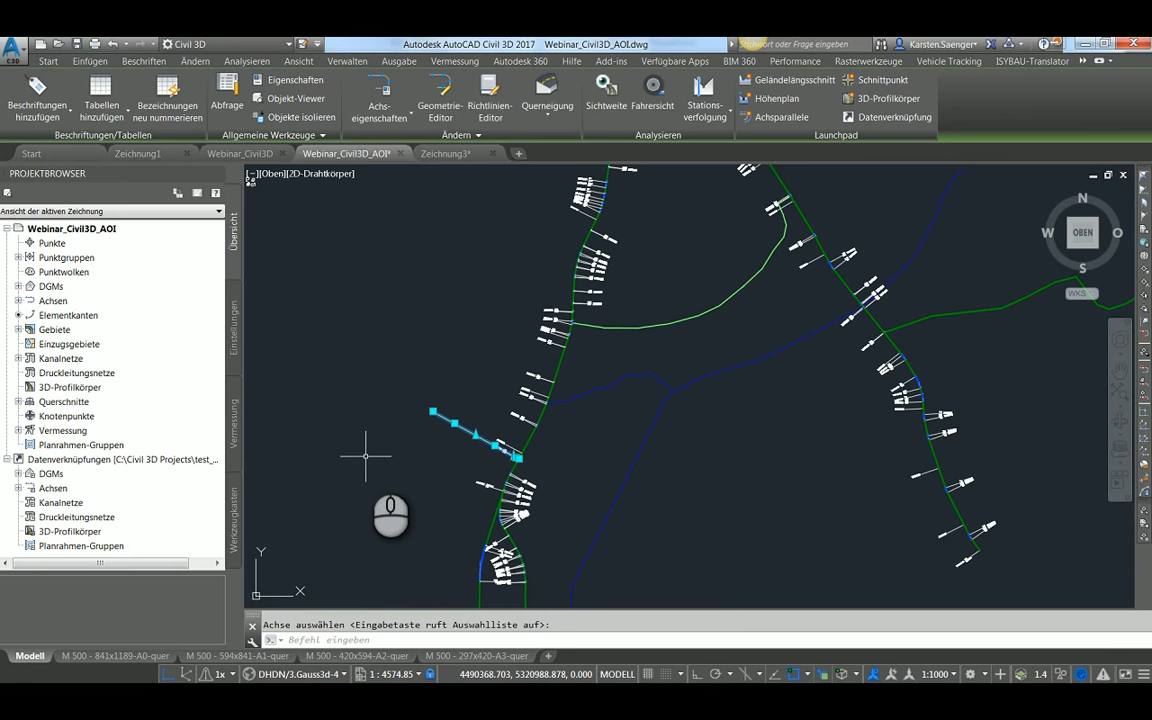 C3D
Civil 3D
Autodesk AutoCAD Civil 3D 2017 Webinar_Civil3D_AOI.dwg
Stichwort oder Frage eingeben
Karsten.Saenger
Start Einfügen Beschriften Ändern Analysieren Ansicht Verwalten Ausgabe Vermessung Autodesk 360 Hilfe Add-ins Verfügbare Apps BIM 360 Performance Rasterwerkzeuge Vehicle Tracking ISYBAU-Translator
Beschriftungen hinzufügen
Tabellen hinzufügen
Bezeichnungen neu nummerieren
Abfrage
Eigenschaften
Objekt-Viewer
Objekte isolieren
Achs-eigenschaften
Geometrie-Editor
Richtlinien-Editor
Querneigung
Sichtweite
Fahrersicht
Stations-verfolgung
Geländelängsschnitt
Höhenplan
Achsparallele
Schnittpunkt
3D-Profilkörper
Datenverknüpfung
Beschriftungen/Tabellen Allgemeine Werkzeuge Ändern Analysieren Launchpad
Start Zeichnung1 Webinar_Civil3D Webinar_Civil3D_AOI* Zeichnung3*
PROJEKTBROWSER
Ansicht der aktiven Zeichnung
Webinar_Civil3D_AOI
Punkte
Punktgruppen
Punktwolken
DGMs
Achsen
Elementkanten
Gebiete
Einzugsgebiete
Kanalnetze
Druckleitungsnetze
3D-Profilkörper
Querschnitte
Knotenpunkte
Vermessung
Planrahmen-Gruppen
Datenverknüpfungen [C:\Civil 3D Projects\test_
DGMs
Achsen
Kanalnetze
Druckleitungsnetze
3D-Profilkörper
Planrahmen-Gruppen
Übersicht
Einstellungen
Vermessung
Werkzeugkasten
[−][Oben][2D-Drahtkörper]
N
W OBEN O
S
WKS
Y
X
Achse auswählen <Eingabetaste ruft Auswahlliste auf>:
Befehl eingeben
Modell M 500 - 841x1189-A0-quer M 500 - 594x841-A1-quer M 500 - 420x594-A2-quer M 500 - 297x420-A3-quer
1x DHDN/3.Gauss3d-4 1 : 4574.85 4490368.703, 5320988.878, 0.000 MODELL 1:1000 1.4